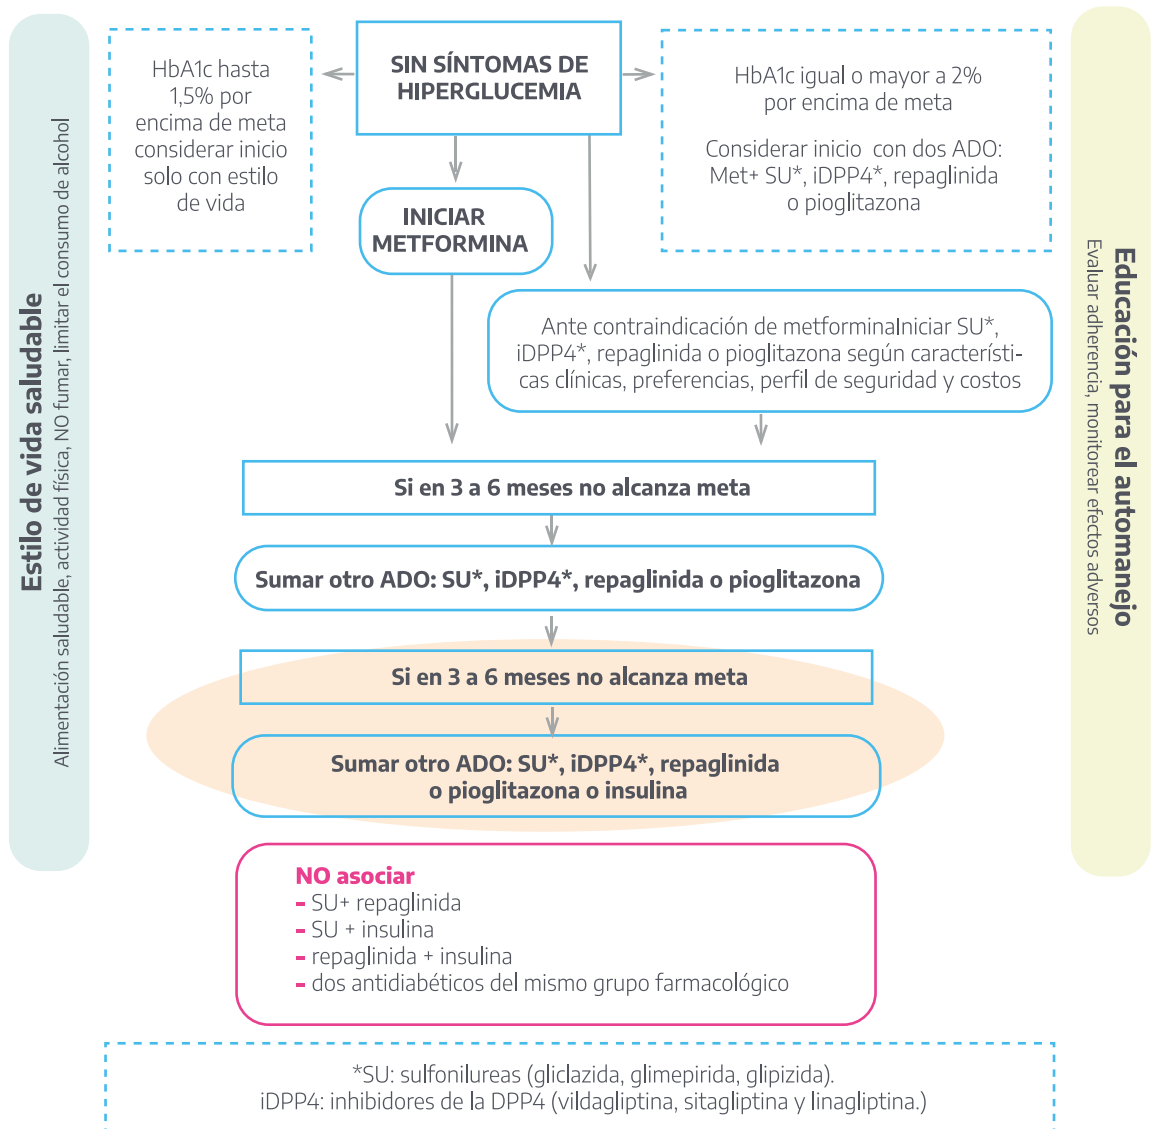 Estilo de vida saludable
Alimentación saludable, actividad física, NO fumar, limitar el consumo de alcohol
HbA1c hasta
1,5% por
encima de meta
considerar inicio
solo con estilo
de vida
SIN SÍNTOMAS DE
HIPERGLUCEMIA
HbA1c igual o mayor a 2%
por encima de meta
Considerar inicio con dos ADO:
Met+ SU*, iDPP4*, repaglinida
o pioglitazona
INICIAR
METFORMINA
Ante contraindicación de metforminaIniciar SU*,
iDPP4*, repaglinida o pioglitazona según característi-
cas clínicas, preferencias, perfil de seguridad y costos
Si en 3 a 6 meses no alcanza meta
Sumar otro ADO: SU*, iDPP4*, repaglinida o pioglitazona
Si en 3 a 6 meses no alcanza meta
Sumar otro ADO: SU*, iDPP4*, repaglinida
o pioglitazona o insulina
NO asociar
- SU+ repaglinida
- SU + insulina
- repaglinida + insulina
- dos antidiabéticos del mismo grupo farmacológico
*SU: sulfonilureas (gliclazida, glimepirida, glipizida).
iDPP4: inhibidores de la DPP4 (vildagliptina, sitagliptina y linagliptina.)
Educación para el automanejo
Evaluar adherencia, monitorear efectos adversos